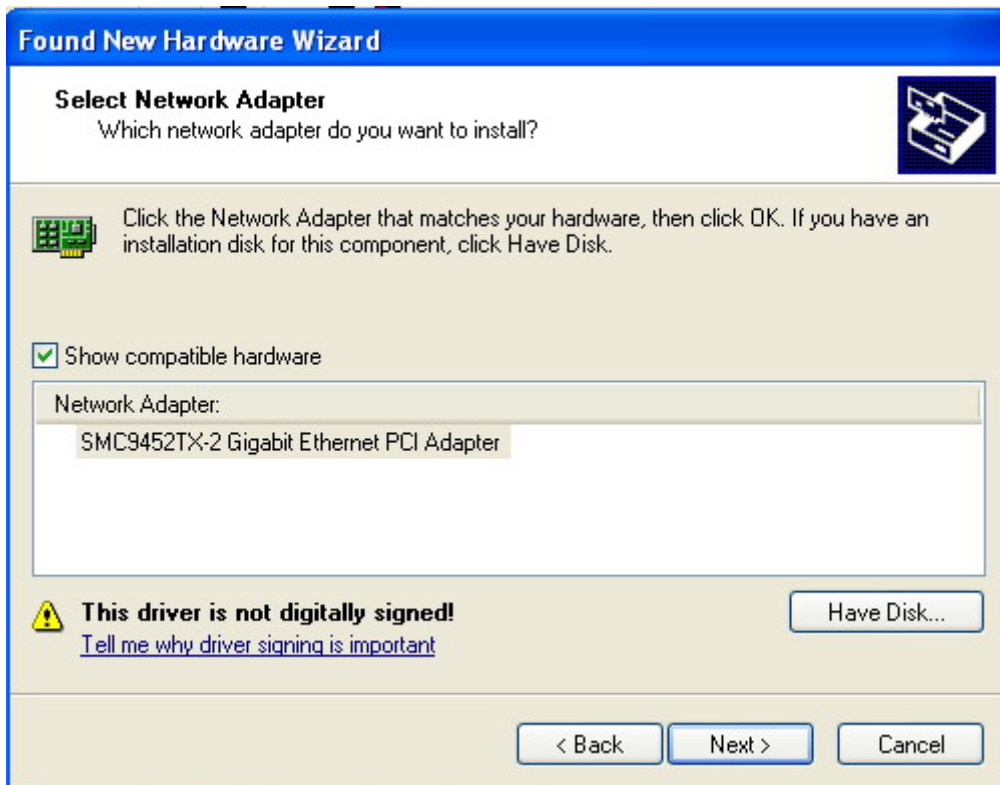 Found New Hardware Wizard
Select Network Adapter
Which network adapter do you want to install?
Click the Network Adapter that matches your hardware, then click OK. If you have an
installation disk for this component, click Have Disk.
Show compatible hardware
Network Adapter:
SMC9452TX-2 Gigabit Ethernet PCI Adapter
This driver is not digitally signed!
Have Disk...
Tell me why driver signing is important
< Back
Next >
Cancel